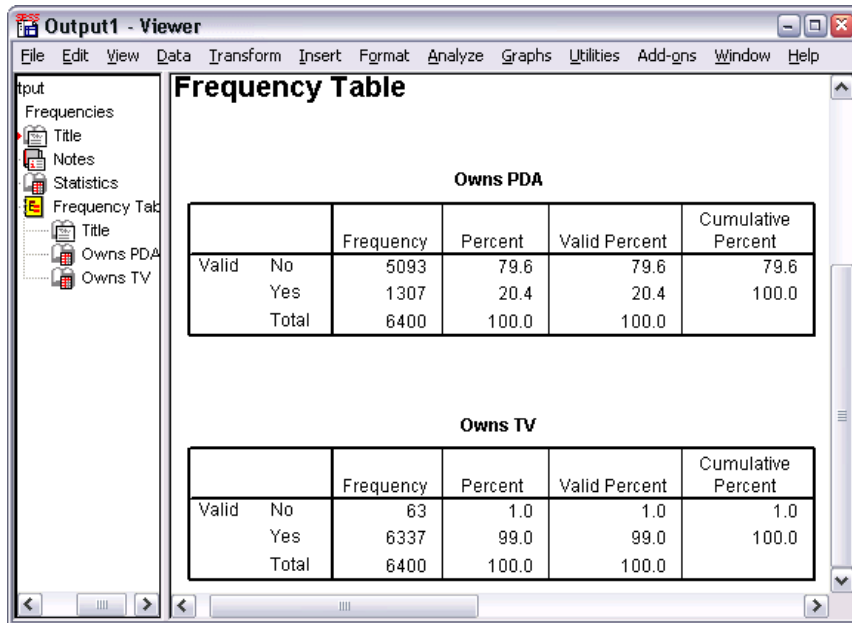 Output1 - Viewer
File Edit View Data Transform Insert Format Analyze Graphs Utilities Add-ons Window Help
tput
Frequencies
Title
Notes
Statistics
Frequency Tab
Title
Owns PDA
Owns TV
Frequency Table
Owns PDA
Frequency Percent Valid Percent Cumulative Percent
Valid No 5093 79.6 79.6 79.6
Yes 1307 20.4 20.4 100.0
Total 6400 100.0 100.0
Owns TV
Frequency Percent Valid Percent Cumulative Percent
Valid No 63 1.0 1.0 1.0
Yes 6337 99.0 99.0 100.0
Total 6400 100.0 100.0